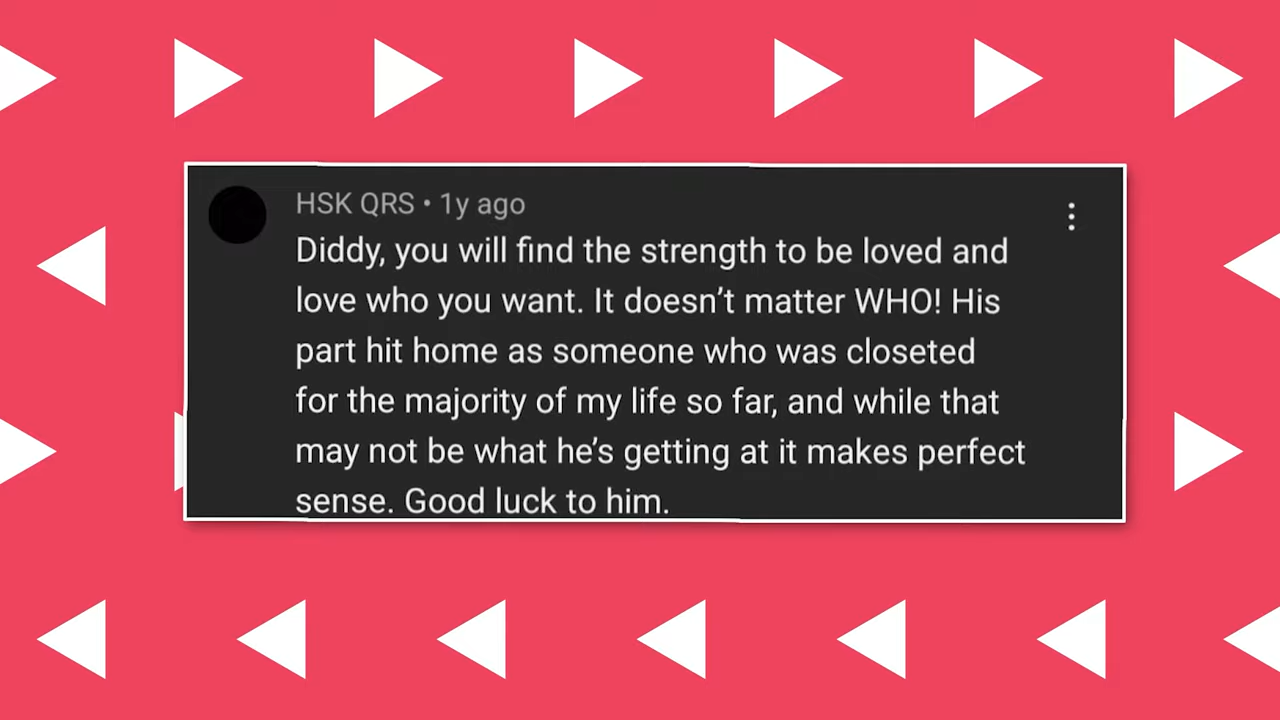 HSK QRS • 1y ago
Diddy, you will find the strength to be loved and
love who you want. It doesn’t matter WHO! His
part hit home as someone who was closeted
for the majority of my life so far, and while that
may not be what he’s getting at it makes perfect
sense. Good luck to him.